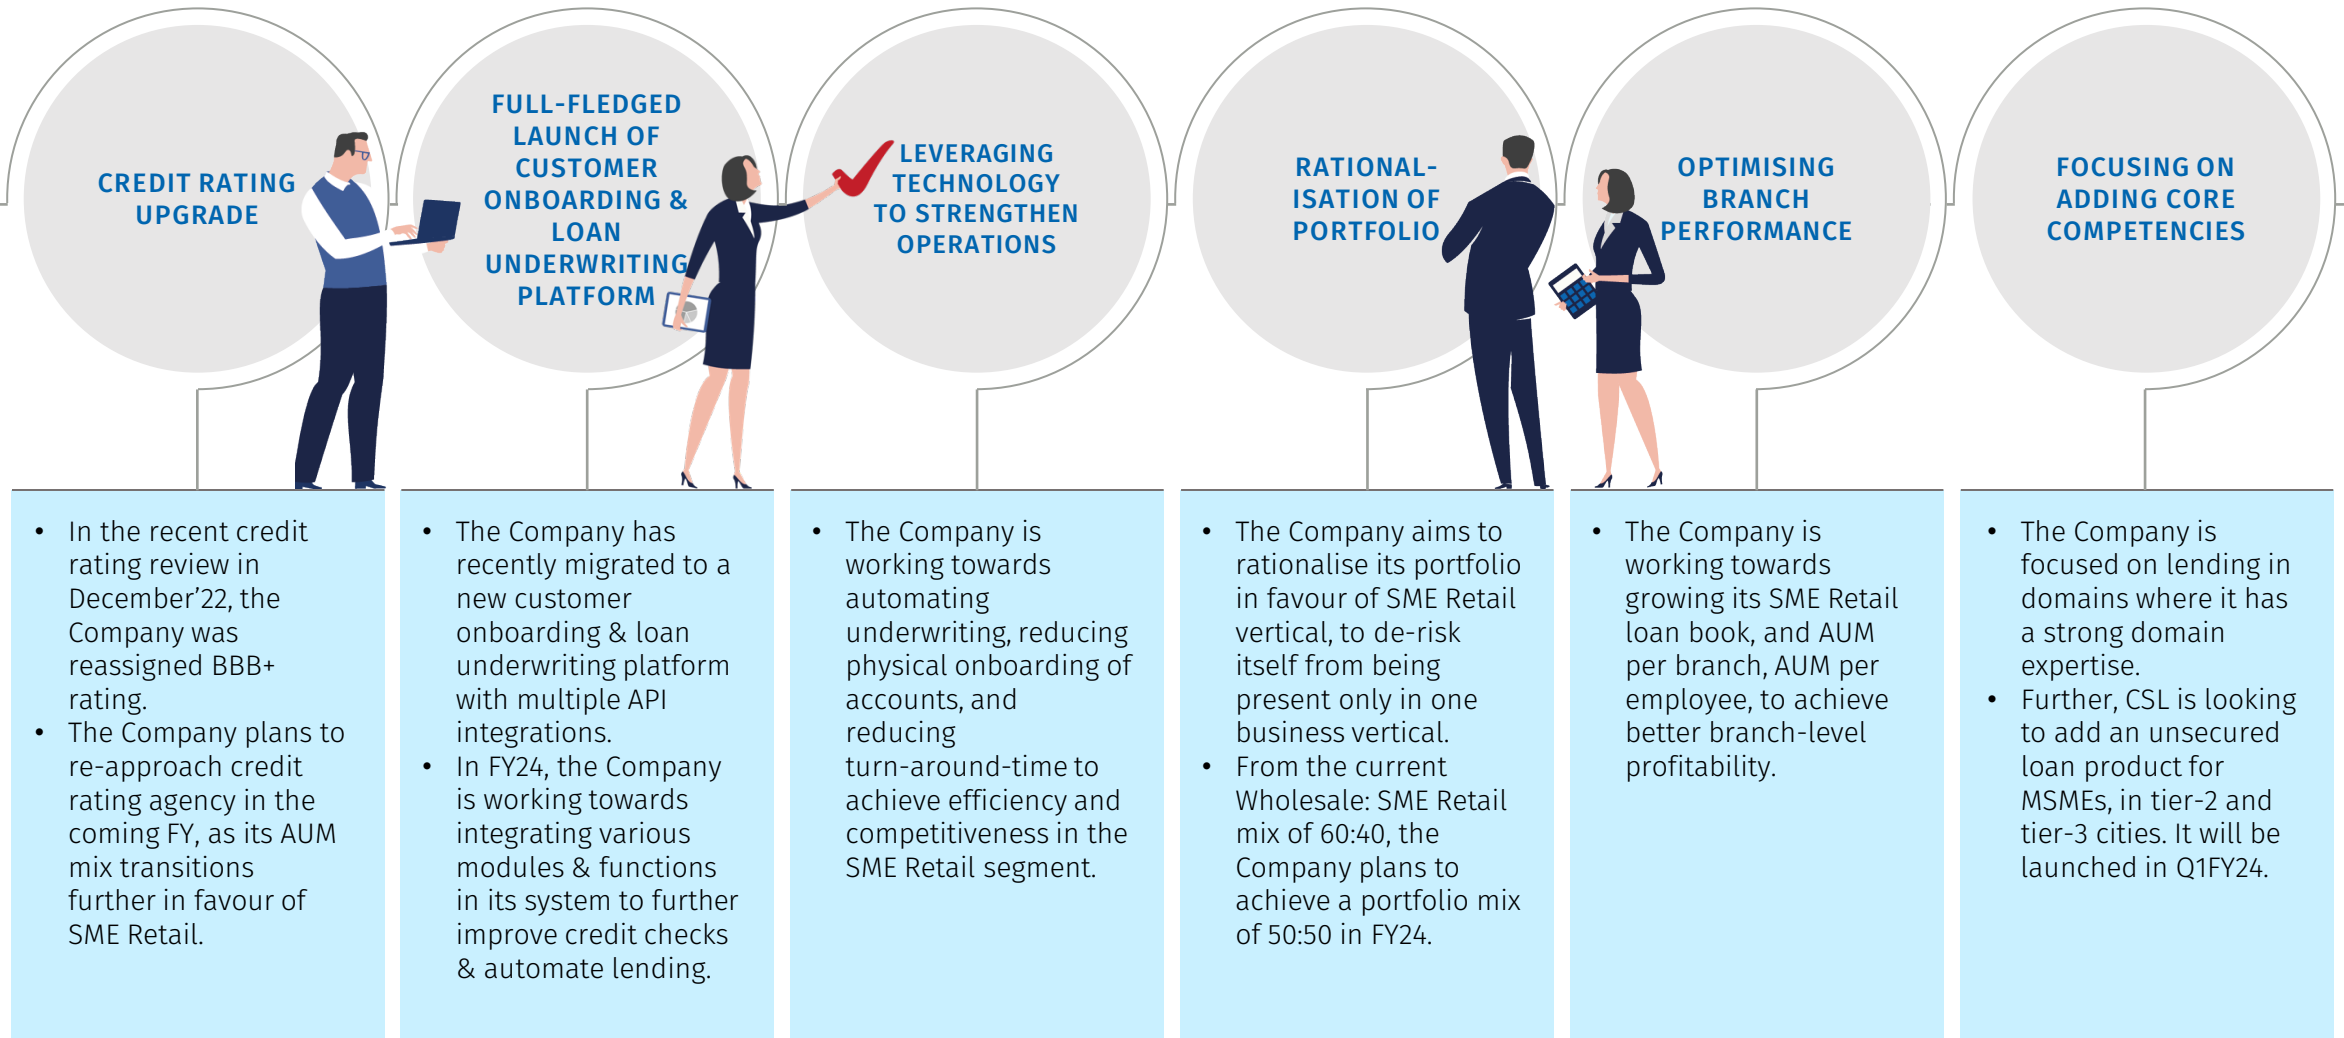 CREDIT RATING
UPGRADE
• In the recent credit
rating review in
December’22, the
Company was
reassigned BBB+
rating.
• The Company plans to
re-approach credit
rating agency in the
coming FY, as its AUM
mix transitions
further in favour of
SME Retail.
FULL-FLEDGED
LAUNCH OF
CUSTOMER
ONBOARDING &
LOAN
UNDERWRITING
PLATFORM
• The Company has
recently migrated to a
new customer
onboarding & loan
underwriting platform
with multiple API
integrations.
• In FY24, the Company
is working towards
integrating various
modules & functions
in its system to further
improve credit checks
& automate lending.
LEVERAGING
TECHNOLOGY
TO STRENGTHEN
OPERATIONS
• The Company is
working towards
automating
underwriting, reducing
physical onboarding of
accounts, and
reducing
turn-around-time to
achieve efficiency and
competitiveness in the
SME Retail segment.
RATIONAL-
ISATION OF
PORTFOLIO
• The Company aims to
rationalise its portfolio
in favour of SME Retail
vertical, to de-risk
itself from being
present only in one
business vertical.
• From the current
Wholesale: SME Retail
mix of 60:40, the
Company plans to
achieve a portfolio mix
of 50:50 in FY24.
OPTIMISING
BRANCH
PERFORMANCE
• The Company is
working towards
growing its SME Retail
loan book, and AUM
per branch, AUM per
employee, to achieve
better branch-level
profitability.
FOCUSING ON
ADDING CORE
COMPETENCIES
• The Company is
focused on lending in
domains where it has
a strong domain
expertise.
• Further, CSL is looking
to add an unsecured
loan product for
MSMEs, in tier-2 and
tier-3 cities. It will be
launched in Q1FY24.